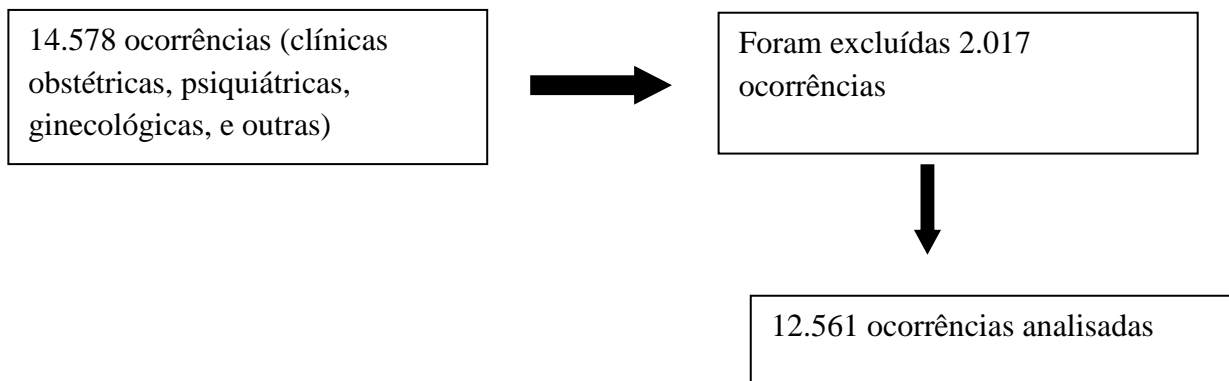 14.578 ocorrências (clínicas
obstétricas, psiquiátricas,
ginecológicas, e outras)
Foram excluídas 2.017
ocorrências
12.561 ocorrências analisadas